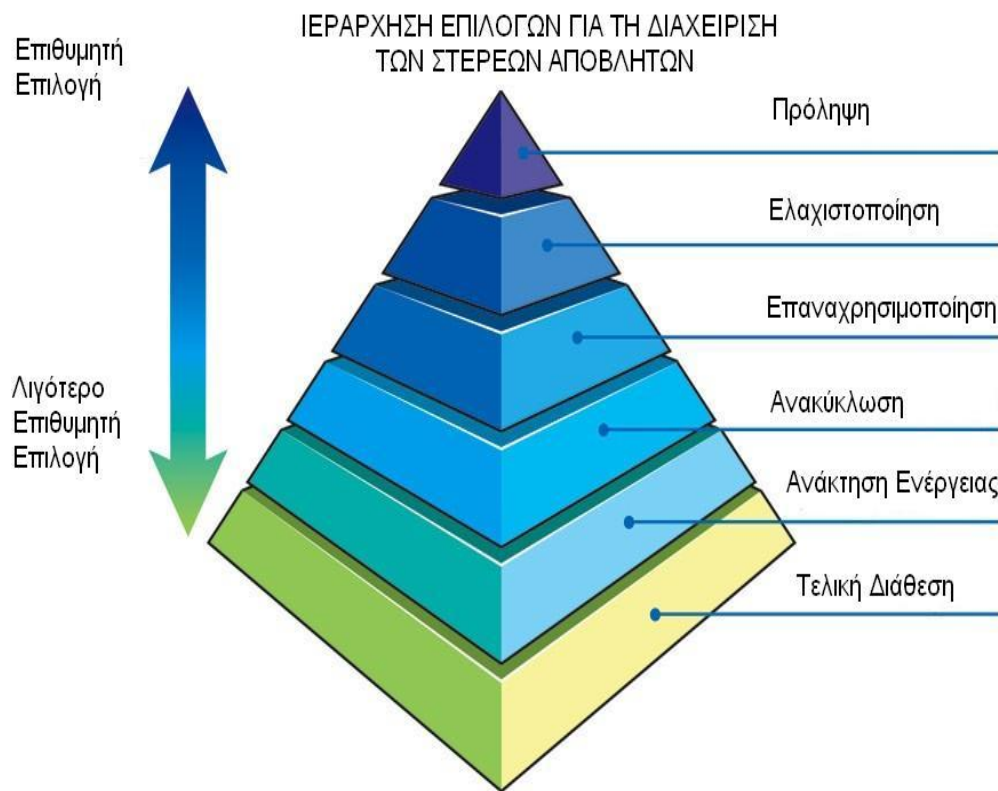 ΙΕΡΑΡΧΗΣΗ ΕΠΙΛΟΓΩΝ ΓΙΑ ΤΗ ΔΙΑΧΕΙΡΙΣΗ
ΤΩΝ ΣΤΕΡΕΩΝ ΑΠΟΒΛΗΤΩΝ
Επιθυμητή
Επιλογή
Λιγότερο
Επιθυμητή
Επιλογή
Πρόληψη
Ελαχιστοποίηση
Επαναχρησιμοποίηση
Ανακύκλωση
Ανάκτηση Ενέργειας
Τελική Διάθεση